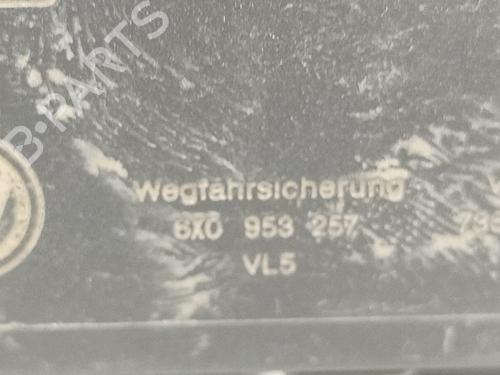 B-PARTS
Wegfahrsicherung
6X0 953 257
VL5